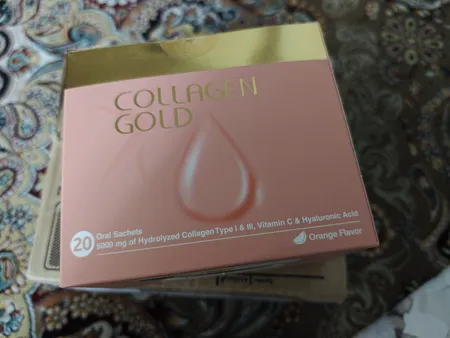 COLLAGEN
GOLD
20
Oral Sachets
5000 mg of Hydrolyzed Collagen Type I & III, Vitamin C & Hyaluronic Acid
Orange Flavor